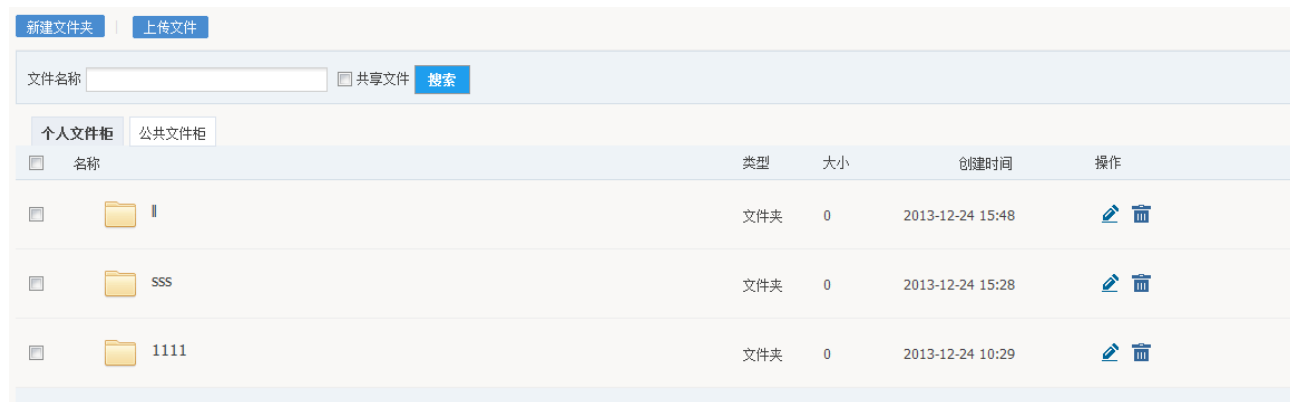 新建文件夹 | 上传文件
文件名称 共享文件 搜索
个人文件柜 公共文件柜
名称 类型 大小 创建时间 操作
ll 文件夹 0 2013-12-24 15:48
sss 文件夹 0 2013-12-24 15:28
1111 文件夹 0 2013-12-24 10:29